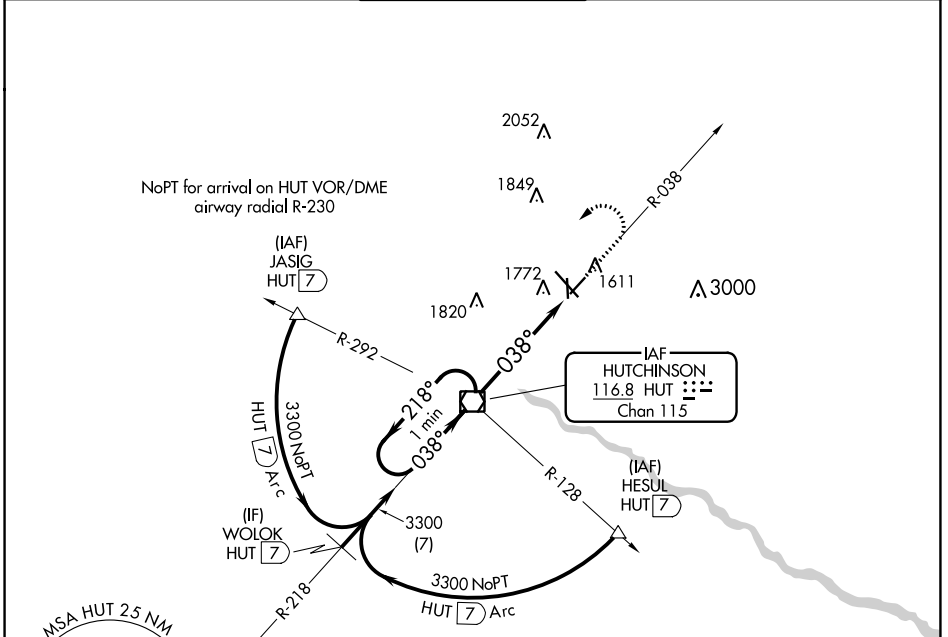 2052
1849
R-038
NoPT for arrival on HUT VOR/DME
airway radial R-230
(IAF)
JASIG
HUT 7
1772
1611
3000
1820
R-292
038°
IAF
HUTCHINSON
116.8 HUT
Chan 115
218°
1 min
038°
3300 NoPT
HUT 7 Arc
R-128
(IAF)
HESUL
HUT 7
(IF)
WOLOK
HUT 7
3300
(7)
3300 NoPT
HUT 7 Arc
R-218
MSA HUT 25 NM